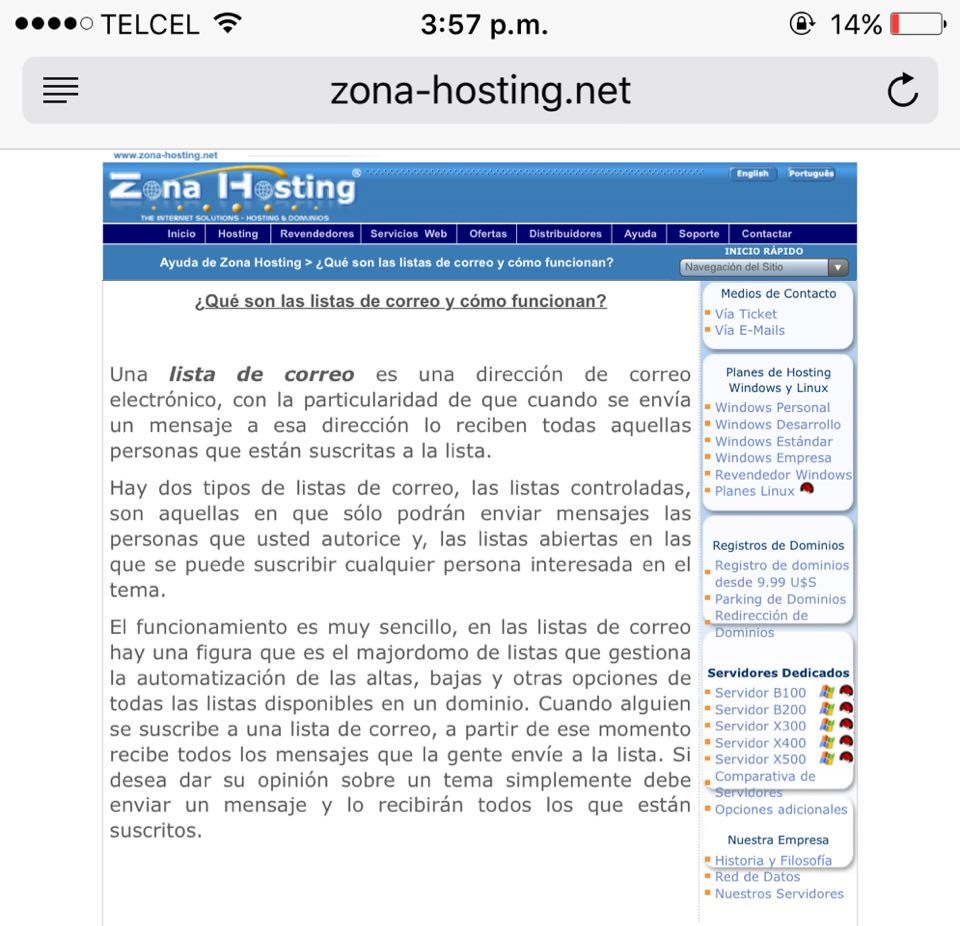 TELCEL 3:57 p.m. 14%
zona-hosting.net
www.zona-hosting.net
Zona Hosting®
THE INTERNET SOLUTIONS - HOSTING & DOMINIOS
English Português
Inicio Hosting Revendedores Servicios Web Ofertas Distribuidores Ayuda Soporte Contactar
Ayuda de Zona Hosting > ¿Qué son las listas de correo y cómo funcionan?
INICIO RÁPIDO
Navegación del Sitio
¿Qué son las listas de correo y cómo funcionan?
Una lista de correo es una dirección de correo
electrónico, con la particularidad de que cuando se envía
un mensaje a esa dirección lo reciben todas aquellas
personas que están suscritas a la lista.
Hay dos tipos de listas de correo, las listas controladas,
son aquellas en que sólo podrán enviar mensajes las
personas que usted autorice y, las listas abiertas en las
que se puede suscribir cualquier persona interesada en el
tema.
El funcionamiento es muy sencillo, en las listas de correo
hay una figura que es el majordomo de listas que gestiona
la automatización de las altas, bajas y otras opciones de
todas las listas disponibles en un dominio. Cuando alguien
se suscribe a una lista de correo, a partir de ese momento
recibe todos los mensajes que la gente envíe a la lista. Si
desea dar su opinión sobre un tema simplemente debe
enviar un mensaje y lo recibirán todos los que están
suscritos.
Medios de Contacto
Vía Ticket
Vía E-Mails
Planes de Hosting
Windows y Linux
Windows Personal
Windows Desarrollo
Windows Estándar
Windows Empresa
Revendedor Windows
Planes Linux
Registros de Dominios
Registro de dominios
desde 9.99 U$S
Parking de Dominios
Redirección de
Dominios
Servidores Dedicados
Servidor B100
Servidor B200
Servidor X300
Servidor X400
Servidor X500
Comparativa de
Servidores
Opciones adicionales
Nuestra Empresa
Historia y Filosofía
Red de Datos
Nuestros Servidores